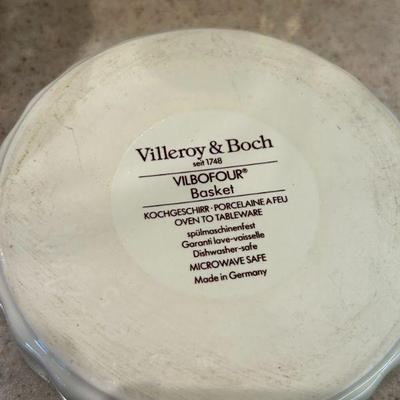 Villeroy & Boch
seit 1748
VILBOFOUR®
Basket
KOCHGESCHIRR · PORCELAINE A FEU
OVEN TO TABLEWARE
spülmaschinenfest
Garanti lave-vaisselle
Dishwasher-safe
MICROWAVE SAFE
Made in Germany